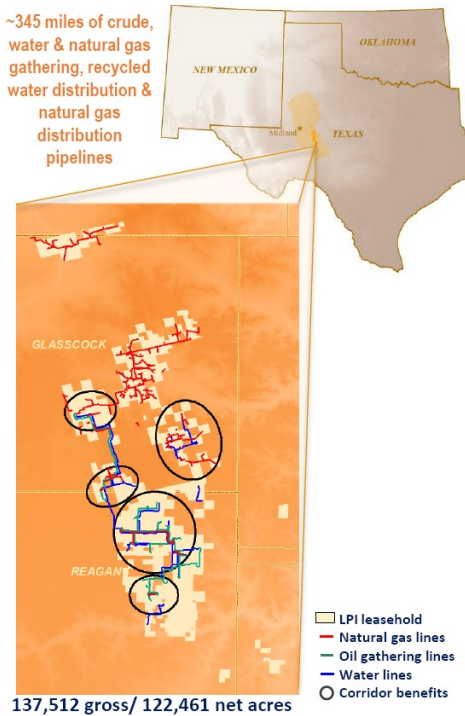 ~345 miles of crude,
water & natural gas
gathering, recycled
water distribution &
natural gas
distribution
pipelines
OKLAHOMA
NEW MEXICO
Midland
TEXAS
GLASSCOCK
REAGAN
LPI leasehold
Natural gas lines
Oil gathering lines
Water lines
Corridor benefits
137,512 gross/ 122,461 net acres